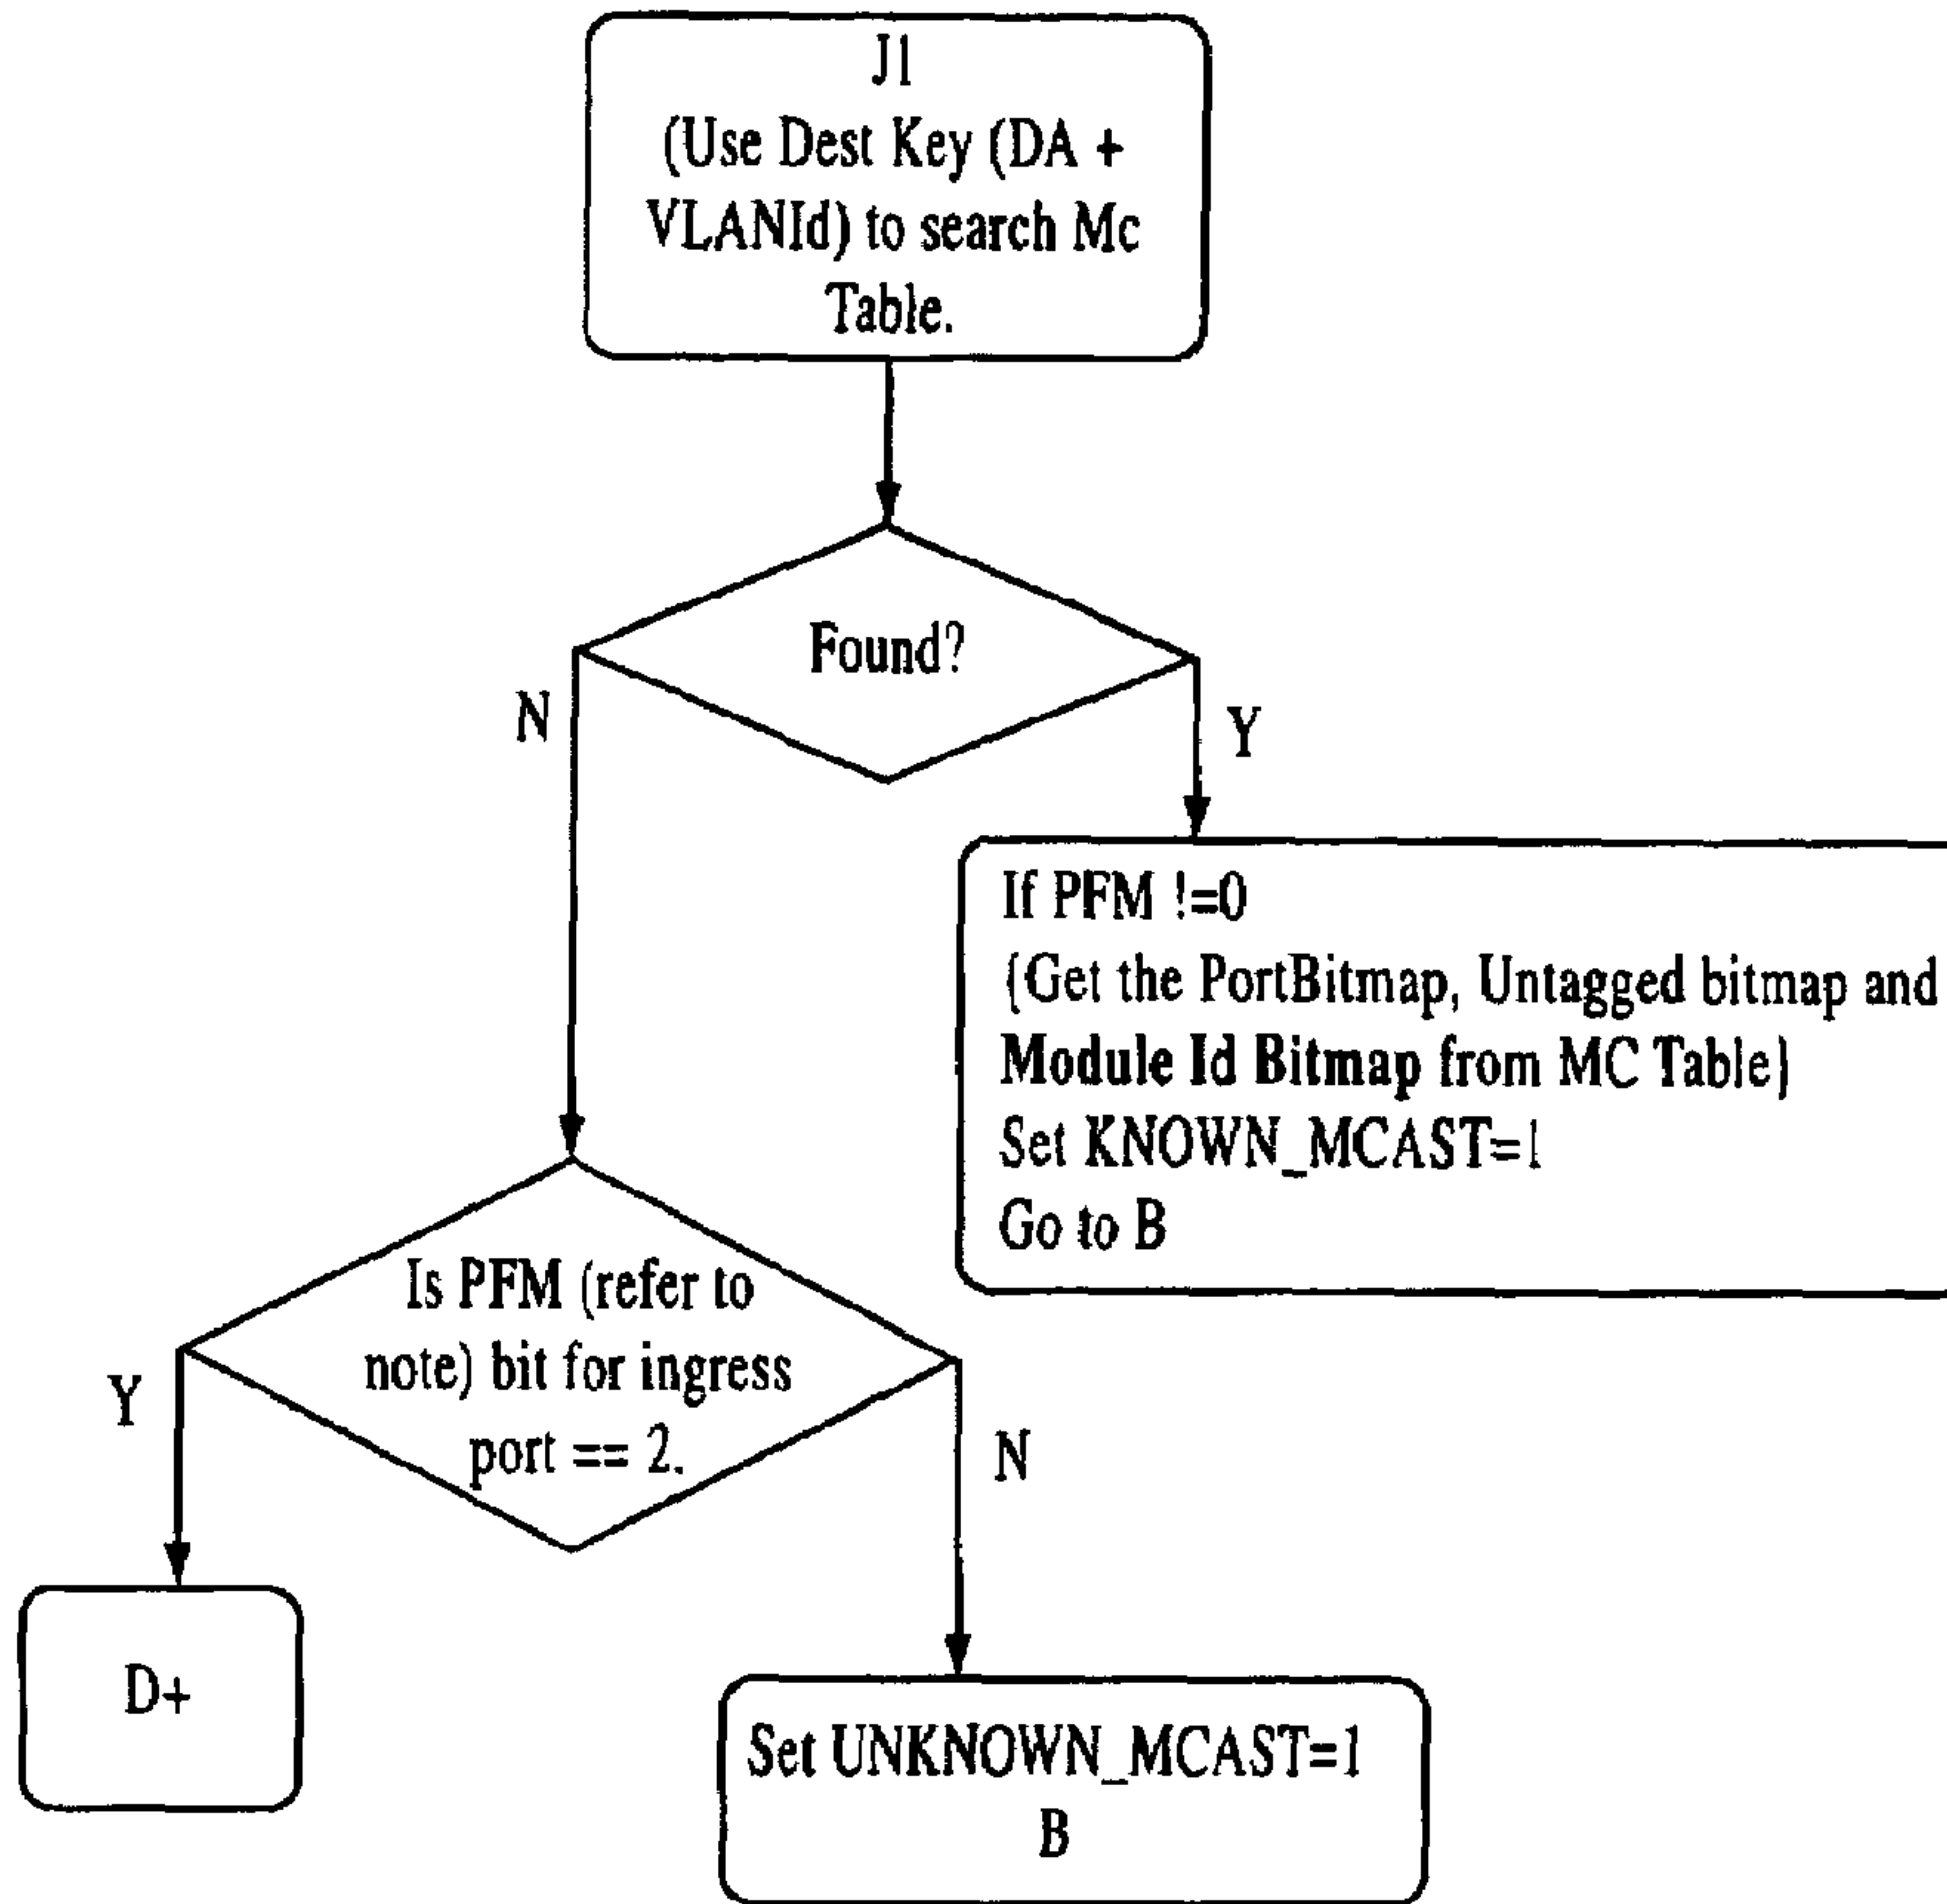 J1
(Use Dest Key (DA +
VLANId) to search Mc
Table.
Found?
N
Y
If PFM !=0
{Get the PortBitmap, Untagged bitmap and
Module Id Bitmap from MC Table}
Set KNOWN_MCAST=1
Go to B
Is PFM (refer to
note) bit for ingress
port == 2.
Y
N
D+
Set UNKNOWN_MCAST=1
B